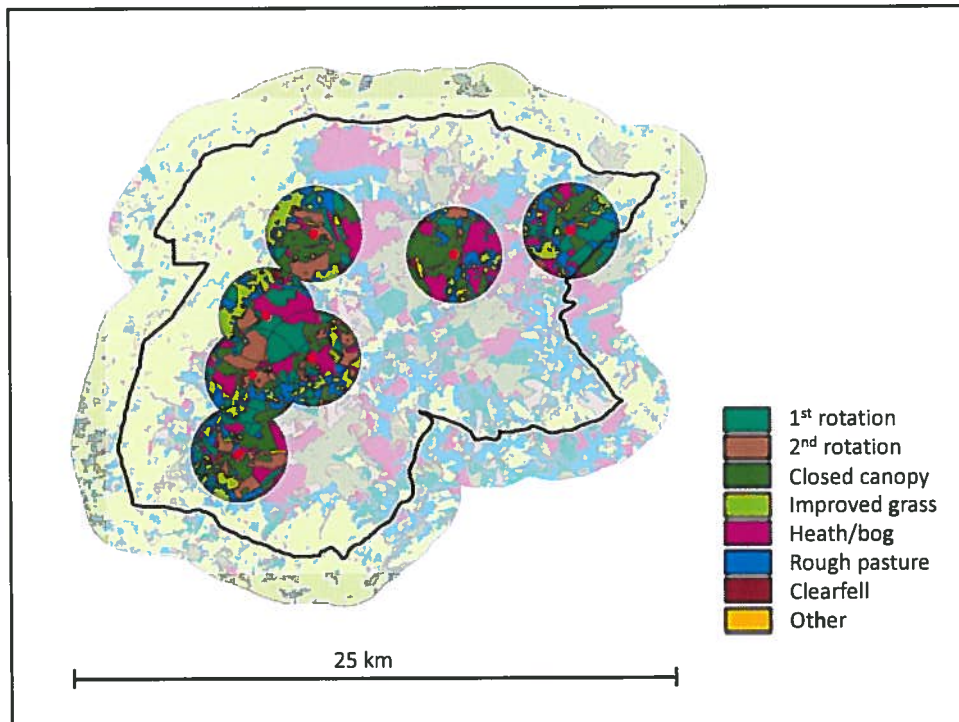 1st rotation
2nd rotation
Closed canopy
Improved grass
Heath/bog
Rough pasture
Clearfell
Other
25 km